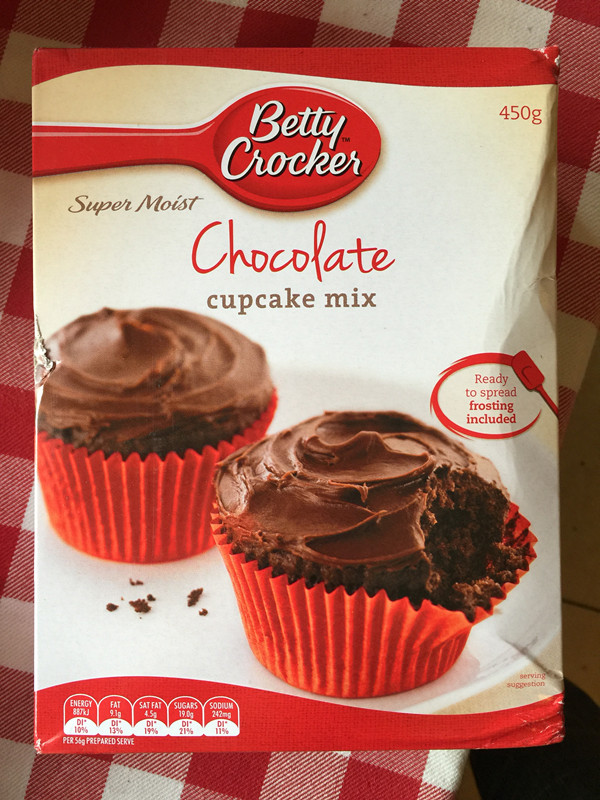 Betty
Crocker™
450g
Super Moist
Chocolate
cupcake mix
Ready
to spread
frosting
included
serving
suggestion
ENERGY FAT SAT FAT SUGARS SODIUM
887kJ 9.1g 4.5g 19.0g 242mg
DI* DI* DI* DI* DI*
10% 13% 19% 21% 11%
PER 56g PREPARED SERVE